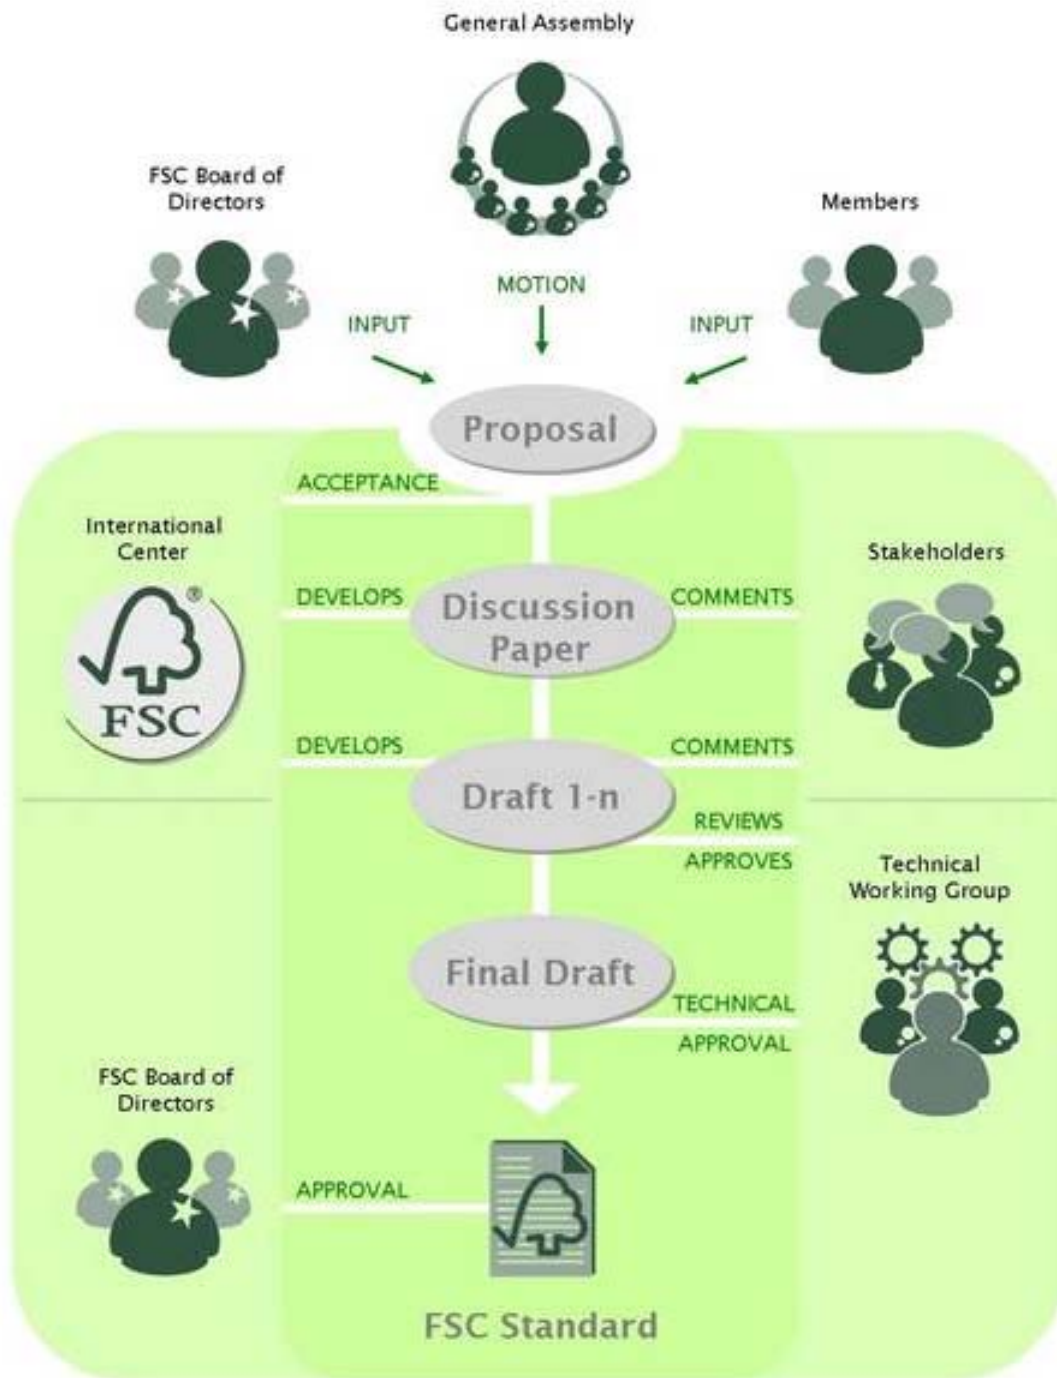 General Assembly
FSC Board of
Directors
Members
MOTION
INPUT
INPUT
Proposal
ACCEPTANCE
International
Center
Stakeholders
DEVELOPS
Discussion
Paper
COMMENTS
®
FSC
DEVELOPS
COMMENTS
Draft 1-n
REVIEWS
APPROVES
Technical
Working Group
Final Draft
TECHNICAL
APPROVAL
FSC Board of
Directors
APPROVAL
FSC Standard